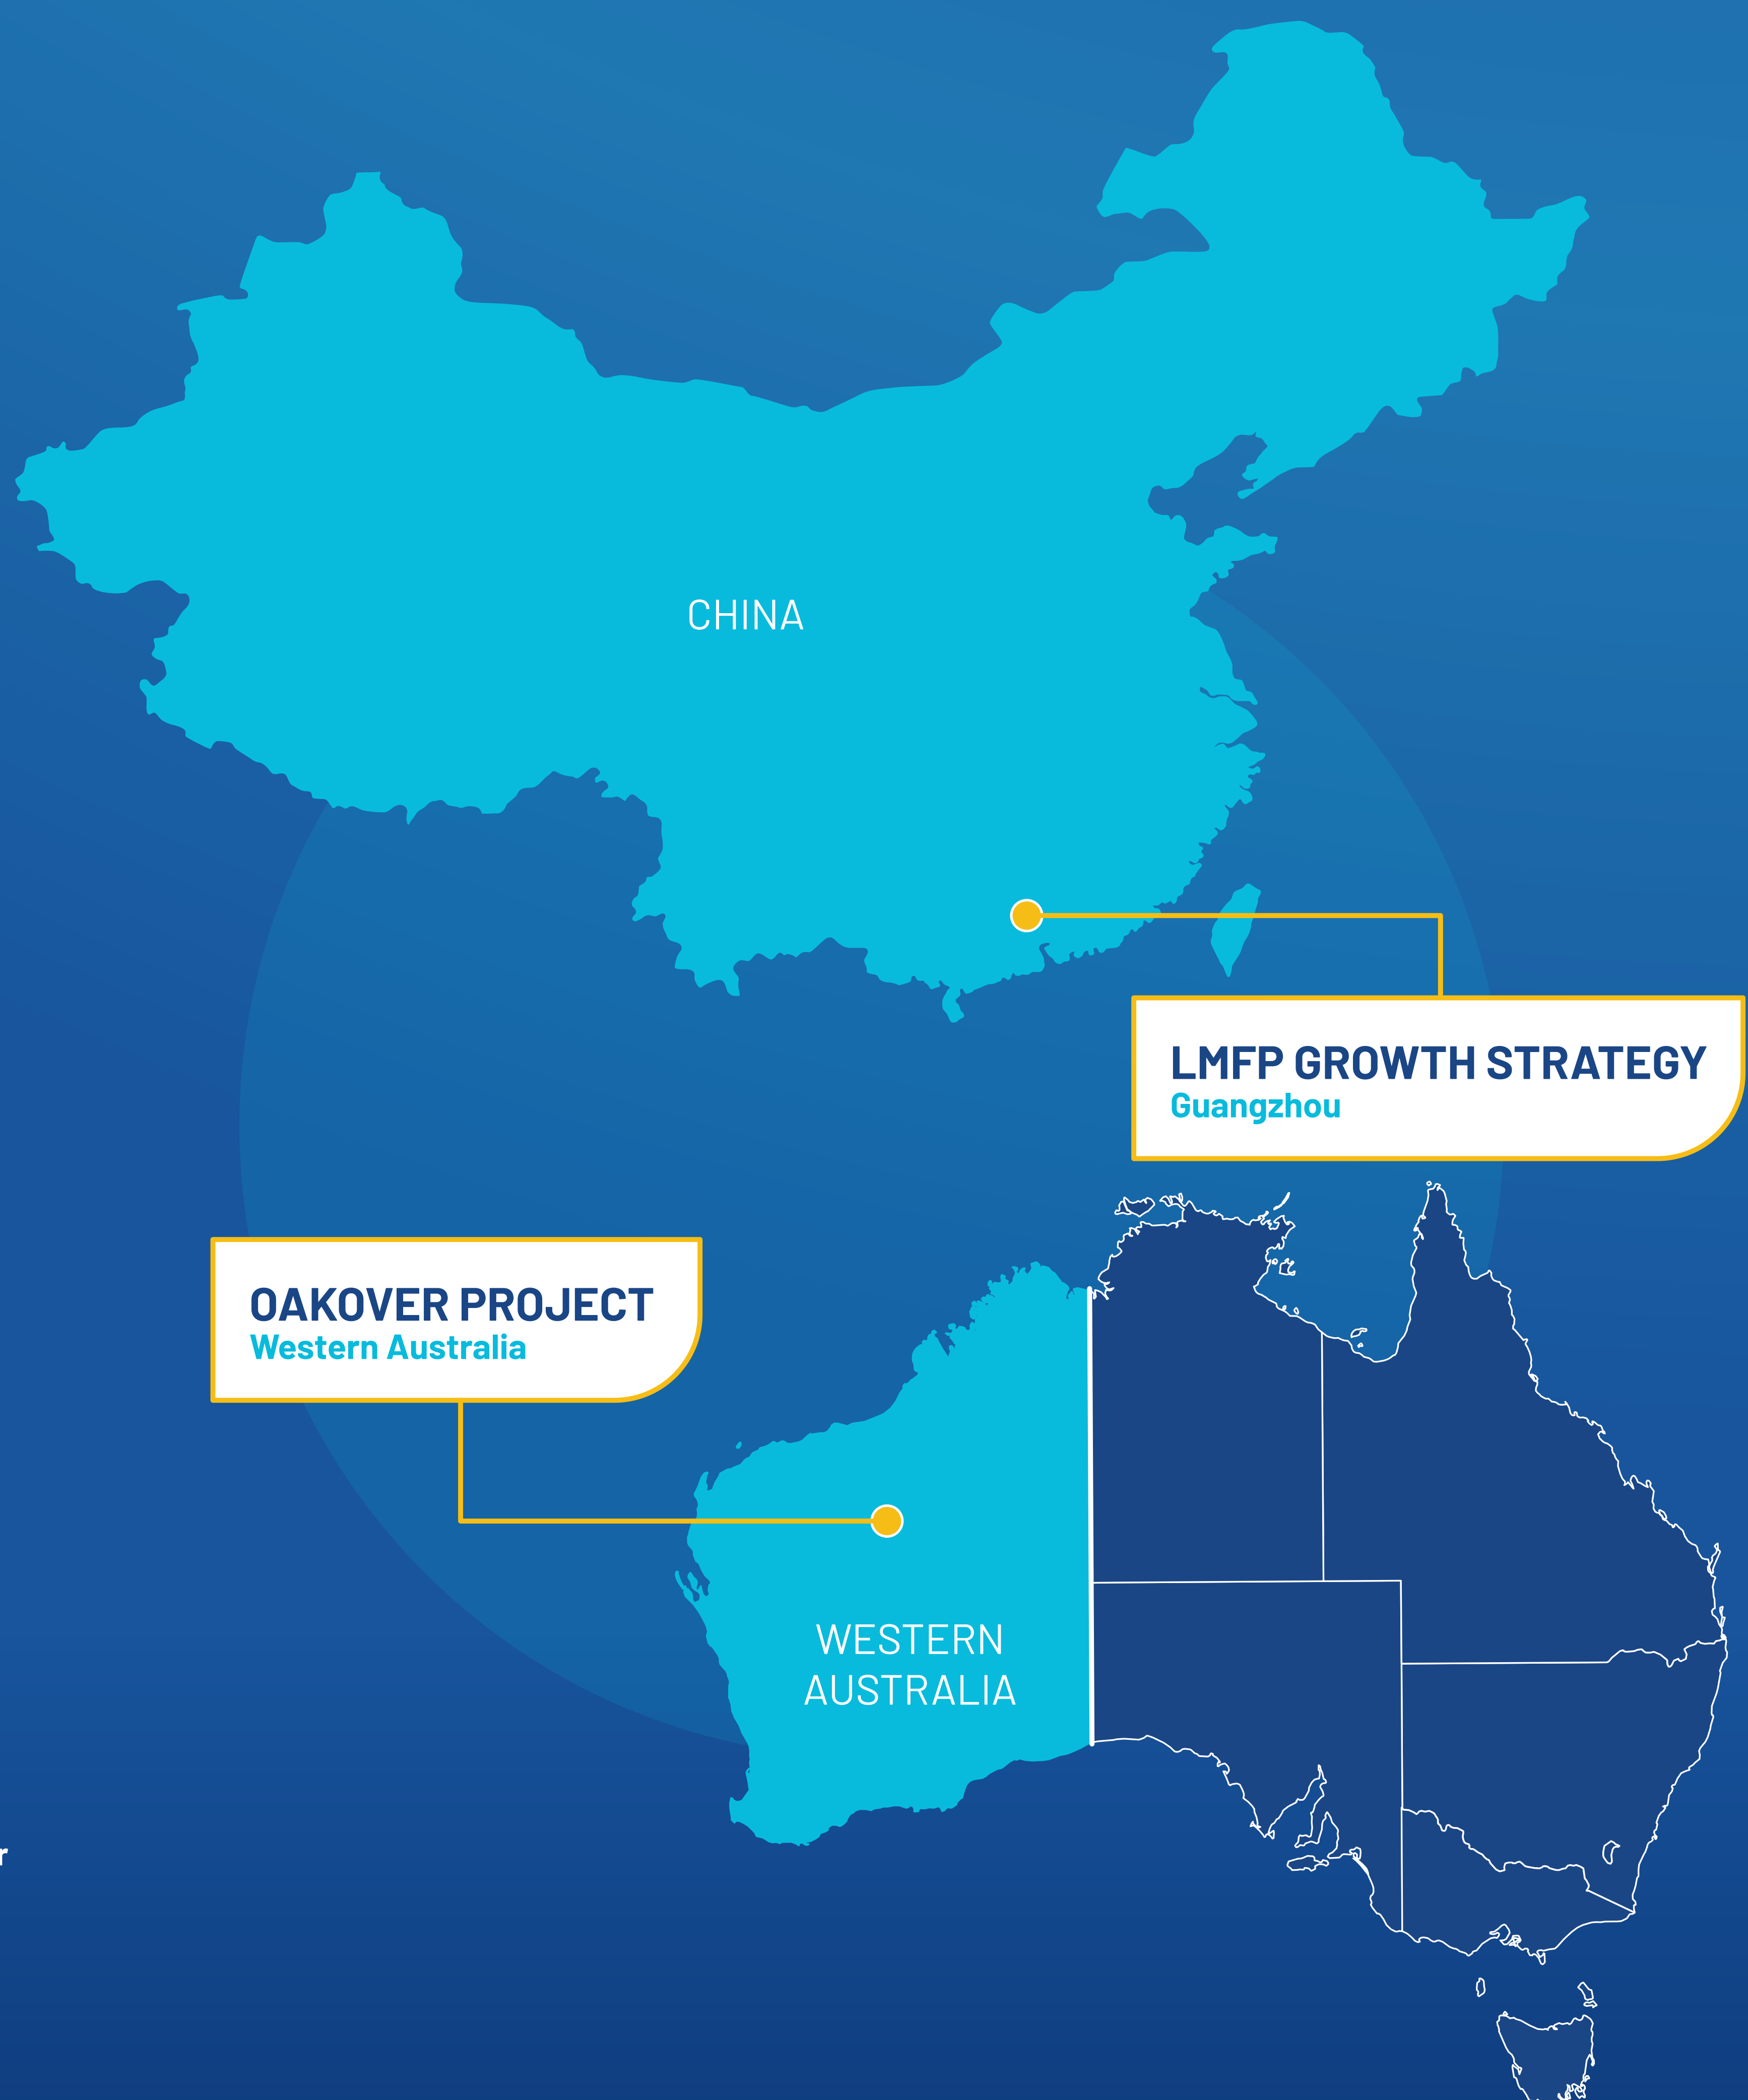 CHINA
LMFP GROWTH STRATEGY
Guangzhou
OAKOVER PROJECT
Western Australia
WESTERN
AUSTRALIA
r